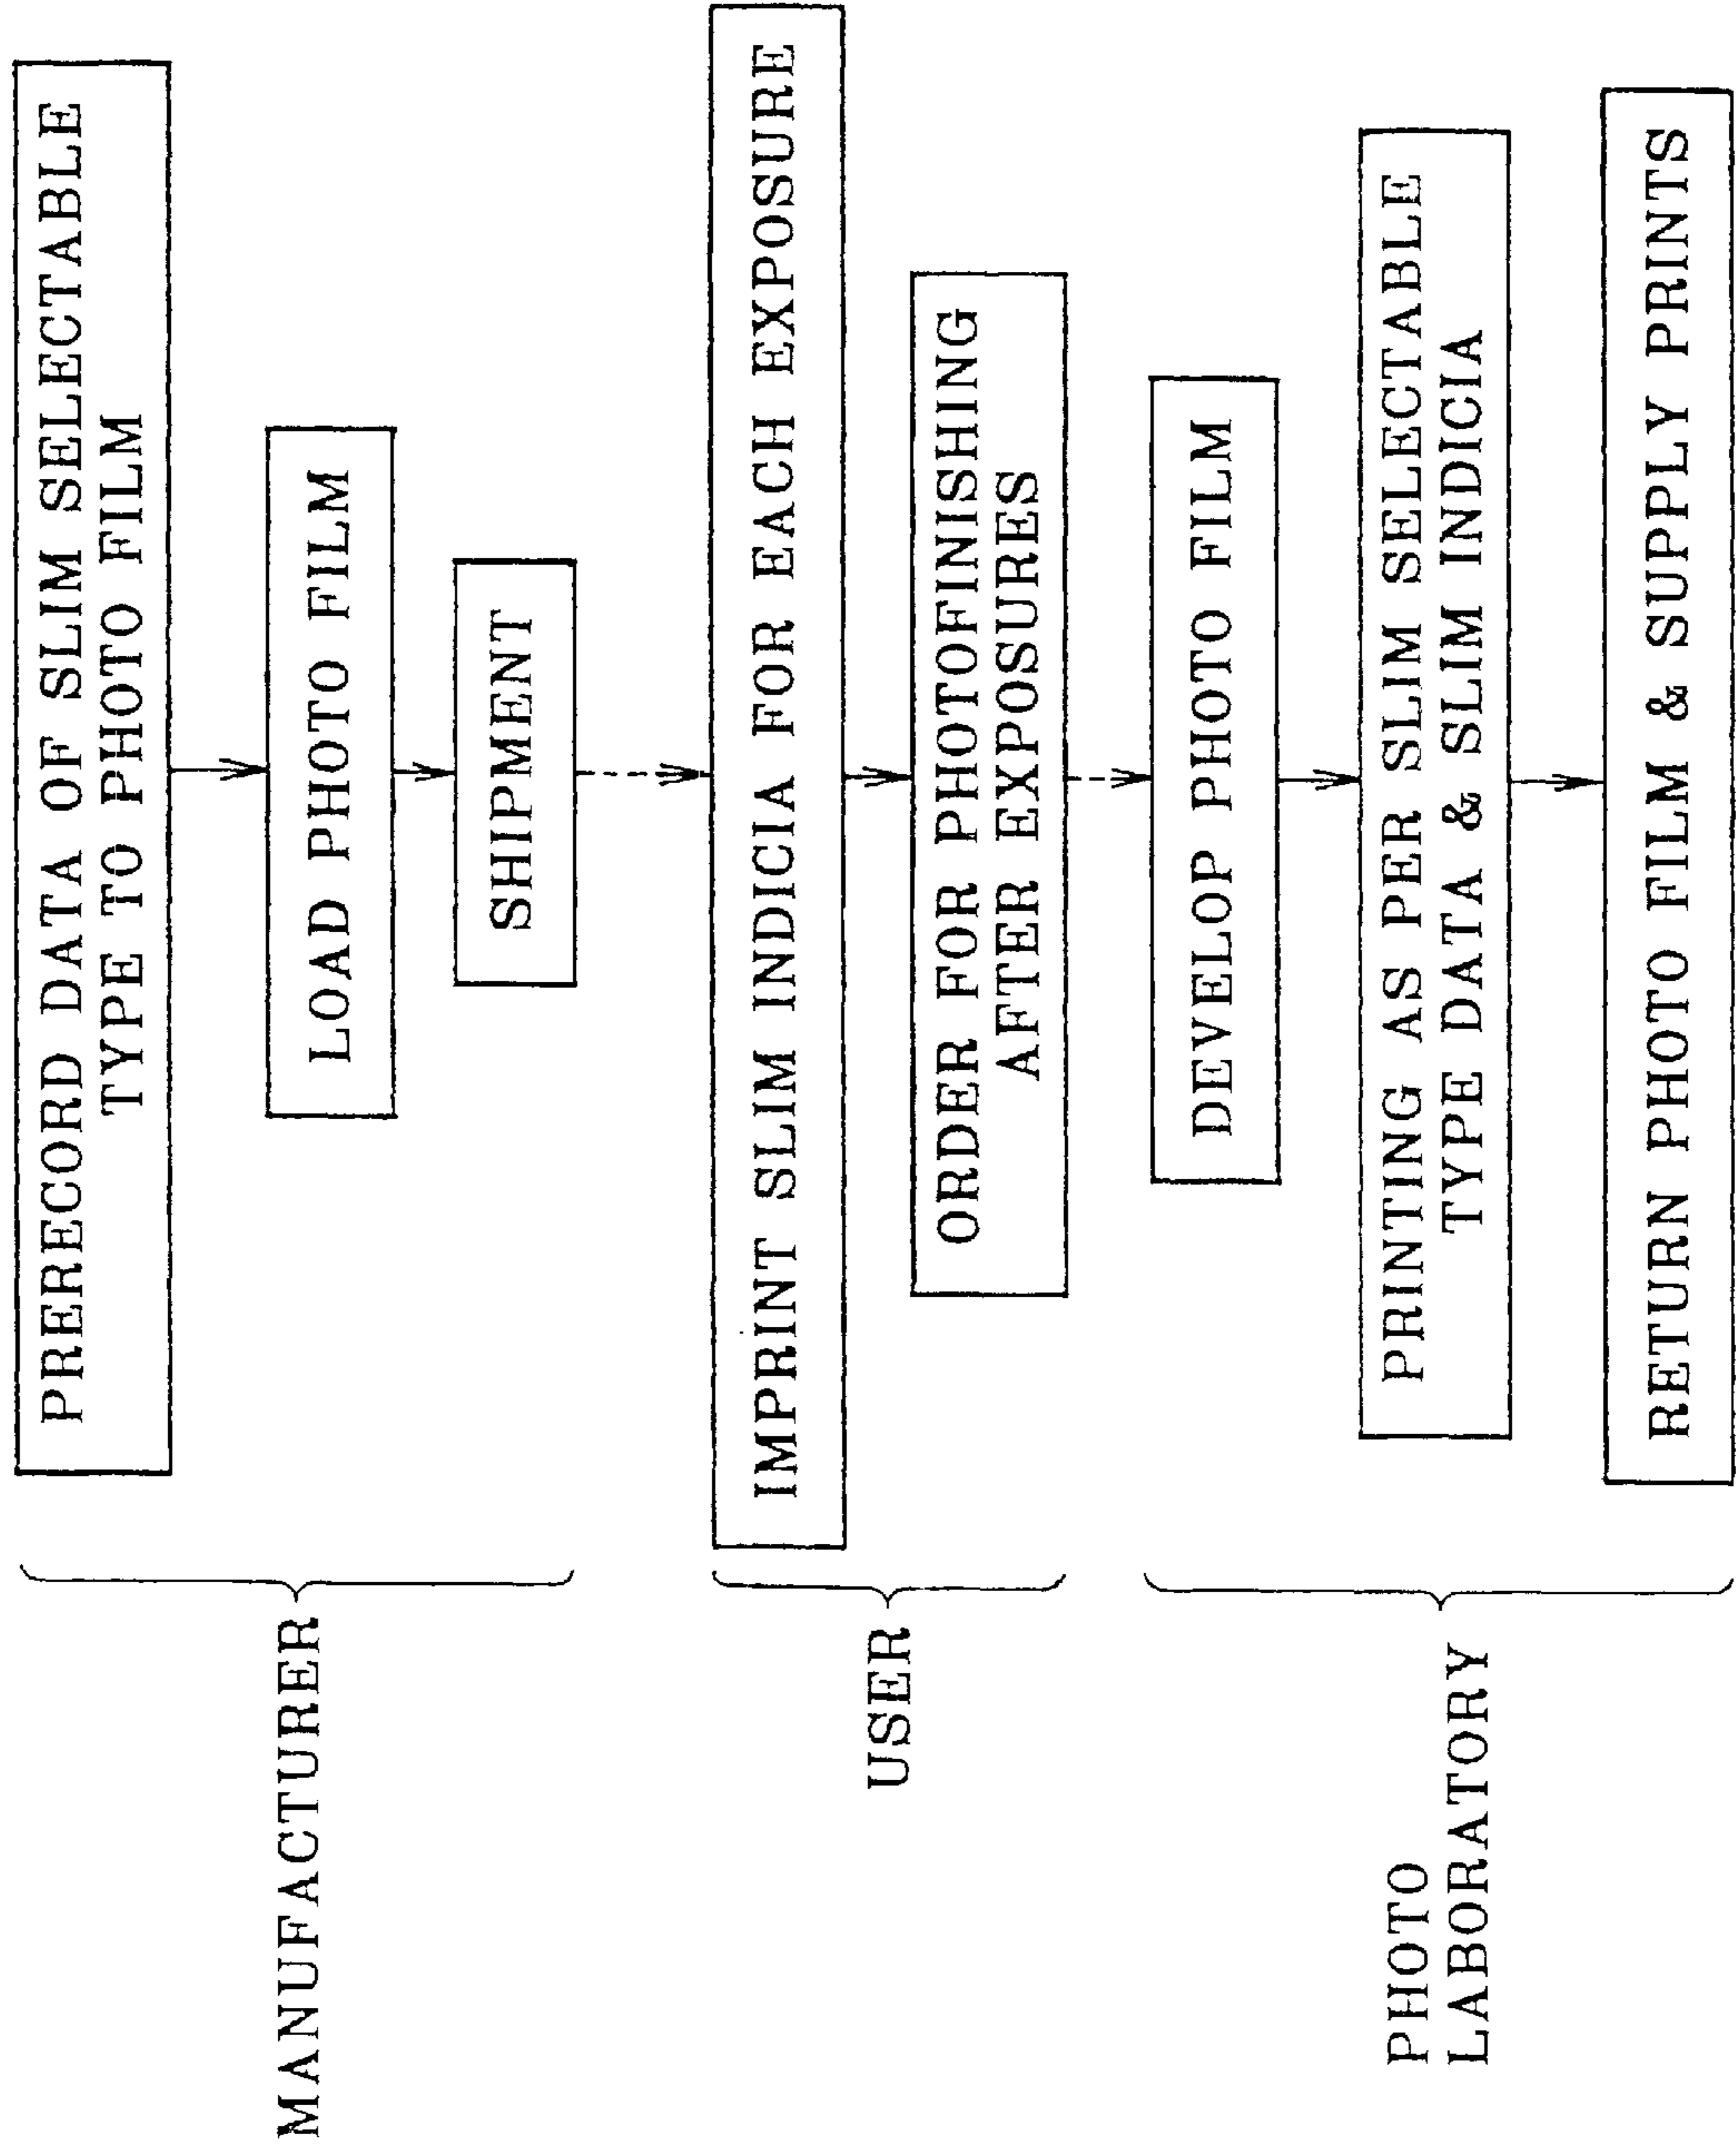 MANUFACTURER
PRERECORD DATA OF SLIM SELECTABLE
TYPE TO PHOTO FILM
LOAD PHOTO FILM
SHIPMENT
USER
IMPRINT SLIM INDICIA FOR EACH EXPOSURE
ORDER FOR PHOTOFINISHING
AFTER EXPOSURES
PHOTO
LABORATORY
DEVELOP PHOTO FILM
PRINTING AS PER SLIM SELECTABLE
TYPE DATA & SLIM INDICIA
RETURN PHOTO FILM & SUPPLY PRINTS